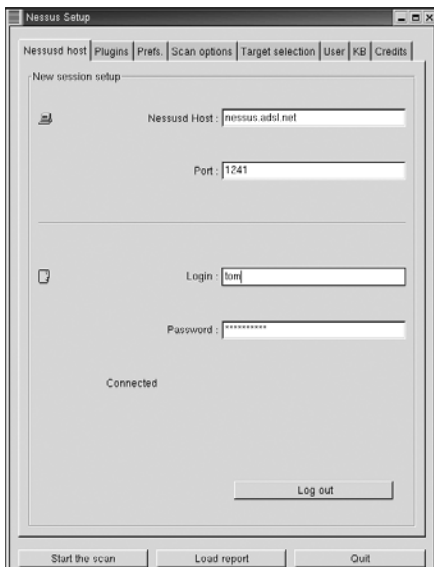 Nessus Setup
Nessusd host Plugins Prefs. Scan options Target selection User KB Credits
New session setup
Nessusd Host : nessus.adsl.net
Port : 1241
Login : tom
Password : **********
Connected
Log out
Start the scan Load report Quit